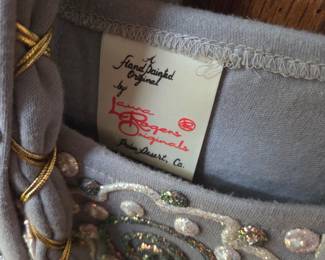 A
Hand Painted
Original
by
Laura
Rogers
Originals ®
Palm Desert, Ca.